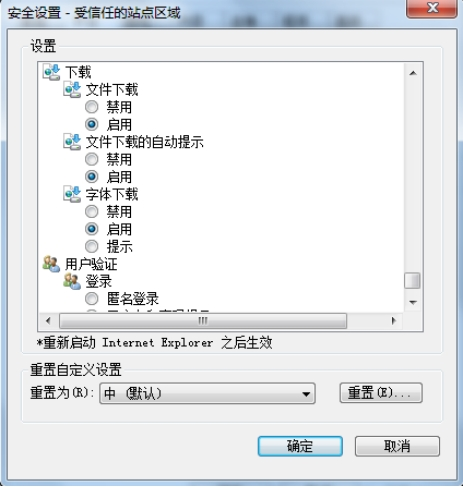 安全设置 - 受信任的站点区域
设置
下载
文件下载
禁用
启用
文件下载的自动提示
禁用
启用
字体下载
禁用
启用
提示
用户验证
登录
匿名登录
*重新启动 Internet Explorer 之后生效
重置自定义设置
重置为(R): 中 (默认) 重置(E)...
确定 取消